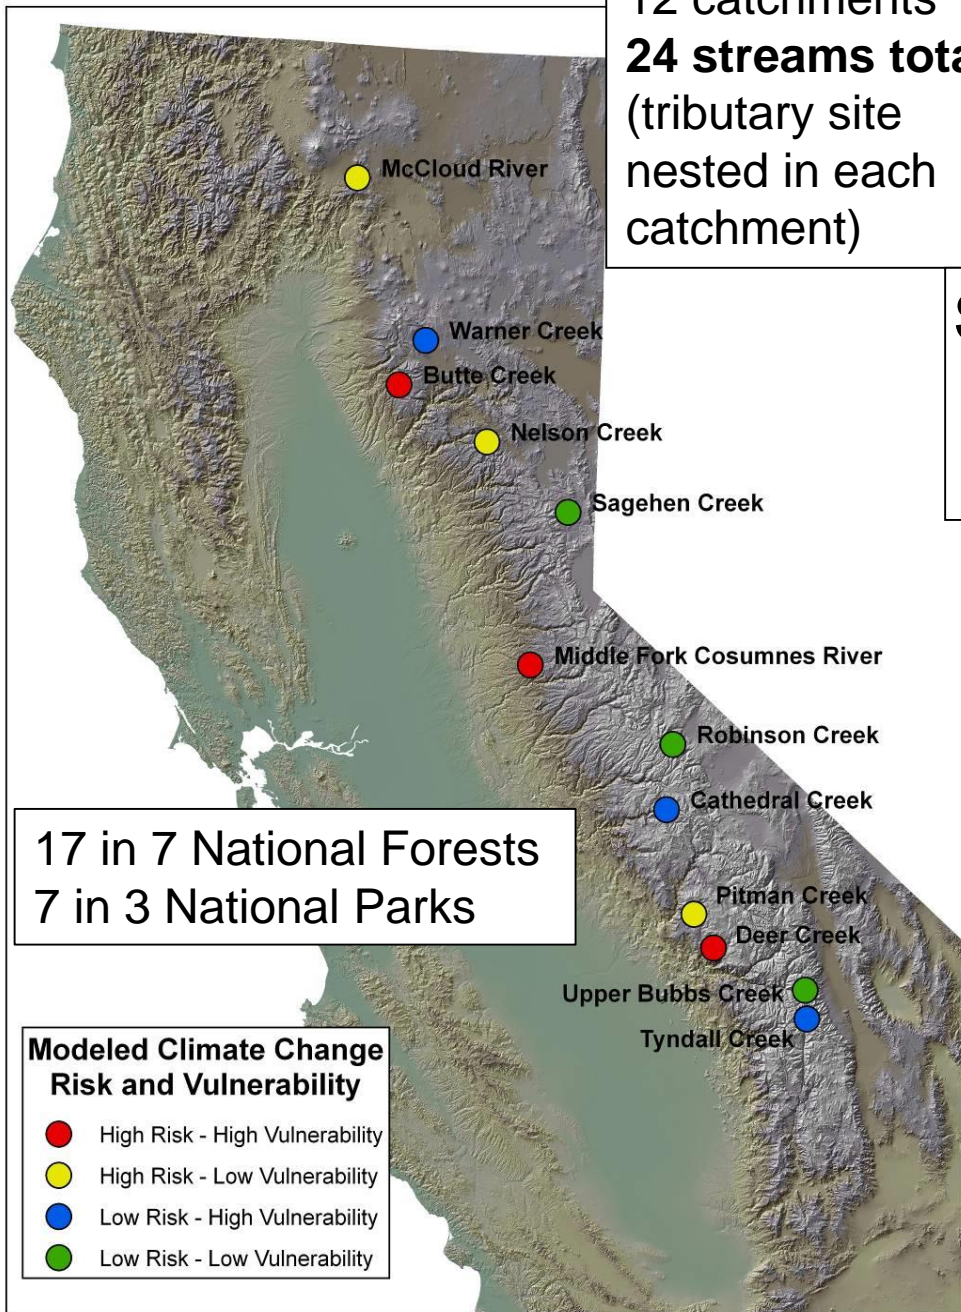 12 catchments
24 streams tota
(tributary site
nested in each
catchment)
McCloud River
Warner Creek
Butte Creek
Nelson Creek
Sagehen Creek
Middle Fork Cosumnes River
Robinson Creek
Cathedral Creek
17 in 7 National Forests
7 in 3 National Parks
Pitman Creek
Deer Creek
Upper Bubbs Creek
Tyndall Creek
Modeled Climate Change
Risk and Vulnerability
High Risk - High Vulnerability
High Risk - Low Vulnerability
Low Risk - High Vulnerability
Low Risk - Low Vulnerability